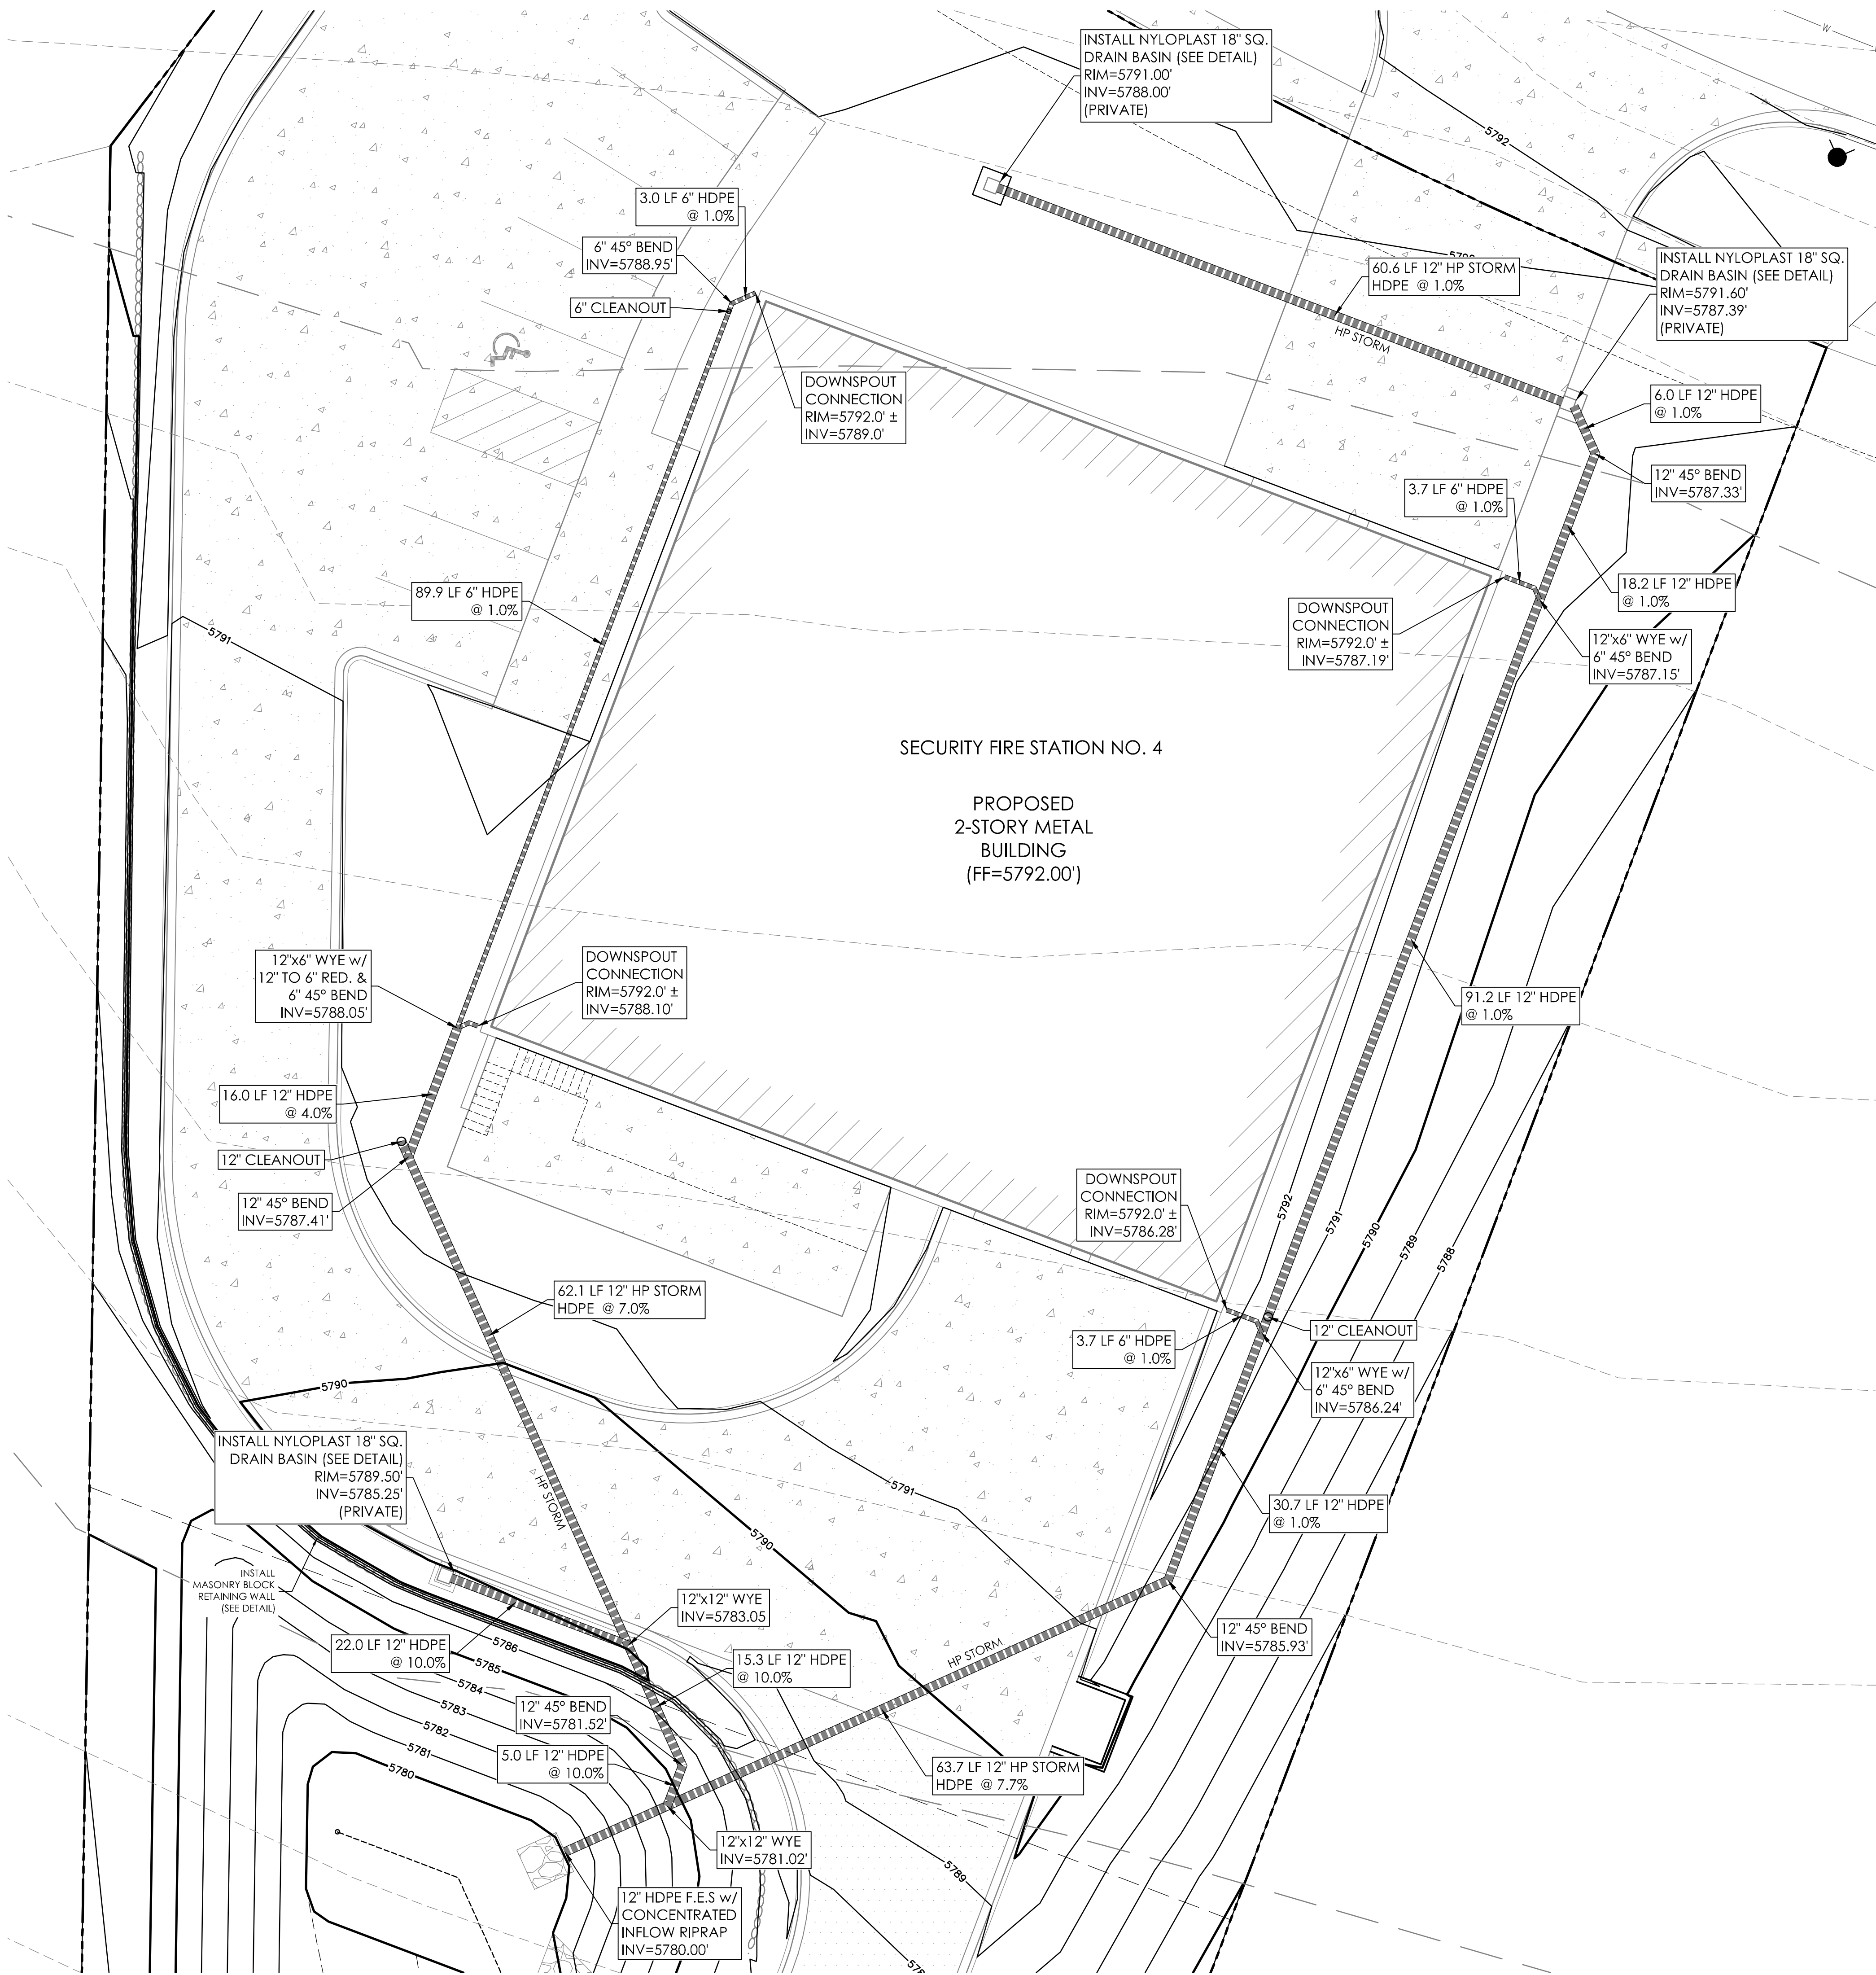 INSTALL NYLOPLAST 18" SQ.
DRAIN BASIN (SEE DETAIL)
RIM=5791.00'
INV=5788.00'
(PRIVATE)
W
5792
3.0 LF 6" HDPE
@ 1.0%
6" 45° BEND
INV=5788.95'
6" CLEANOUT
60.6 LF 12" HP STORM
HDPE @ 1.0%
HP STORM
INSTALL NYLOPLAST 18" SQ.
DRAIN BASIN (SEE DETAIL)
RIM=5791.60'
INV=5787.39'
(PRIVATE)
DOWNSPOUT
CONNECTION
RIM=5792.0' ±
INV=5789.0'
6.0 LF 12" HDPE
@ 1.0%
12" 45° BEND
INV=5787.33'
3.7 LF 6" HDPE
@ 1.0%
89.9 LF 6" HDPE
@ 1.0%
18.2 LF 12" HDPE
@ 1.0%
DOWNSPOUT
CONNECTION
RIM=5792.0' ±
INV=5787.19'
12"x6" WYE w/
6" 45° BEND
INV=5787.15'
5791
SECURITY FIRE STATION NO. 4
PROPOSED
2-STORY METAL
BUILDING
(FF=5792.00')
12"x6" WYE w/
12" TO 6" RED. &
6" 45° BEND
INV=5788.05'
DOWNSPOUT
CONNECTION
RIM=5792.0' ±
INV=5788.10'
91.2 LF 12" HDPE
@ 1.0%
16.0 LF 12" HDPE
@ 4.0%
12" CLEANOUT
12" 45° BEND
INV=5787.41'
DOWNSPOUT
CONNECTION
RIM=5792.0' ±
INV=5786.28'
5792
5791
5790
5789
5788
62.1 LF 12" HP STORM
HDPE @ 7.0%
3.7 LF 6" HDPE
@ 1.0%
12" CLEANOUT
12"x6" WYE w/
6" 45° BEND
INV=5786.24'
5790
INSTALL NYLOPLAST 18" SQ.
DRAIN BASIN (SEE DETAIL)
RIM=5789.50'
INV=5785.25'
(PRIVATE)
HP STORM
5791
5790
30.7 LF 12" HDPE
@ 1.0%
INSTALL
MASONRY BLOCK
RETAINING WALL
(SEE DETAIL)
12"x12" WYE
INV=5783.05
12" 45° BEND
INV=5785.93'
22.0 LF 12" HDPE
@ 10.0%
5786
5785
5784
5783
5782
5781
5780
15.3 LF 12" HDPE
@ 10.0%
HP STORM
12" 45° BEND
INV=5781.52'
5.0 LF 12" HDPE
@ 10.0%
63.7 LF 12" HP STORM
HDPE @ 7.7%
12"x12" WYE
INV=5781.02'
5789
12" HDPE F.E.S w/
CONCENTRATED
INFLOW RIPRAP
INV=5780.00'